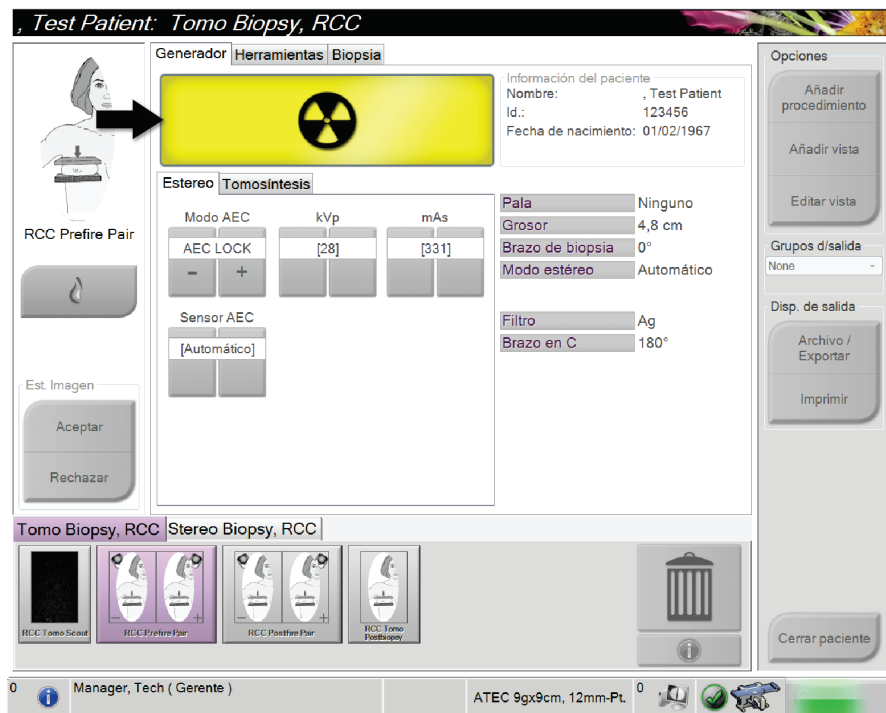 , Test Patient: Tomo Biopsy, RCC
Generador Herramientas Biopsia
Información del paciente
Nombre: , Test Patient
Id.: 123456
Fecha de nacimiento: 01/02/1967
RCC Prefire Pair
Est. Imagen
Aceptar
Rechazar
Estereo Tomosíntesis
Modo AEC kVp mAs
AEC LOCK [28] [331]
- +
Sensor AEC
[Automático]
Pala Ninguno
Grosor 4,8 cm
Brazo de biopsia 0°
Modo estéreo Automático
Filtro Ag
Brazo en C 180°
Opciones
Añadir
procedimiento
Añadir vista
Editar vista
Grupos d/salida
None
Disp. de salida
Archivo /
Exportar
Imprimir
Cerrar paciente
Tomo Biopsy, RCC Stereo Biopsy, RCC
RCC Tomo Scout
- +
RCC Prefire Pair
- +
RCC Postfire Pair
RCC Tomo
Postbiopsy
0 Manager, Tech ( Gerente ) ATEC 9gx9cm, 12mm-Pt. 0